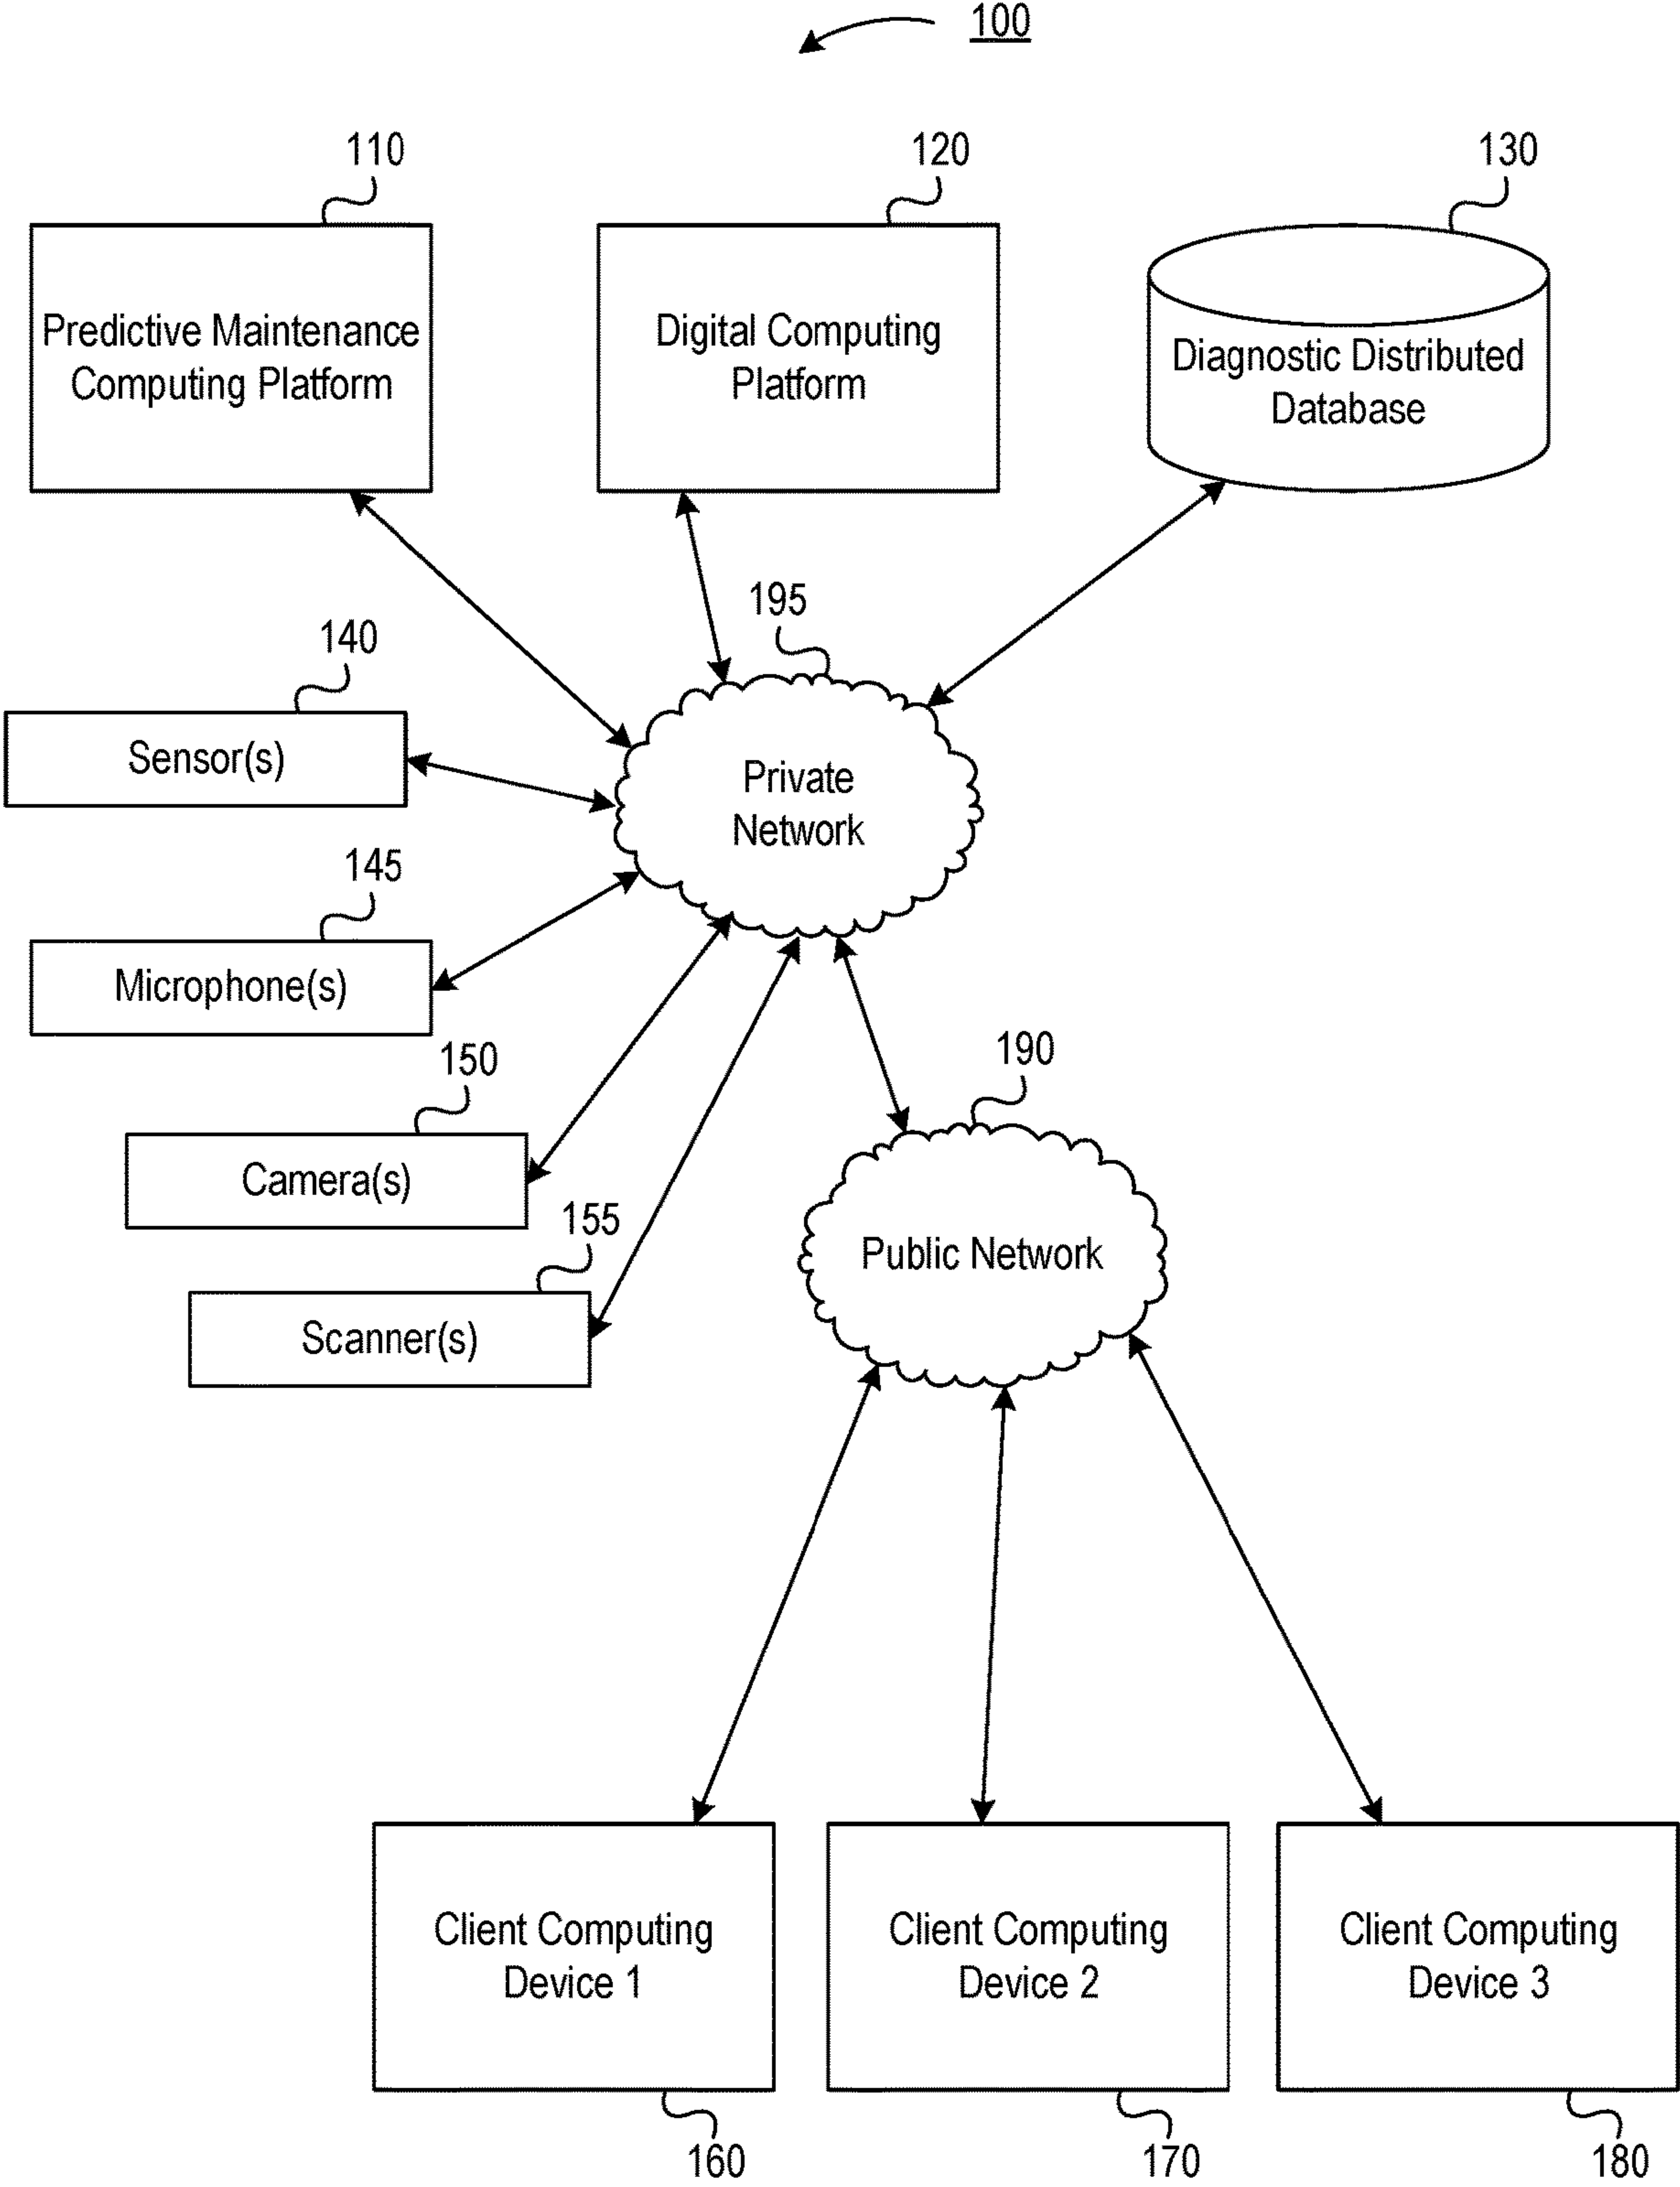 100
110
120
130
Predictive Maintenance
Computing Platform
Digital Computing
Platform
Diagnostic Distributed
Database
195
140
Sensor(s)
Private
Network
145
Microphone(s)
150
190
Camera(s)
155
Public Network
Scanner(s)
Client Computing
Device 1
Client Computing
Device 2
Client Computing
Device 3
160
170
180